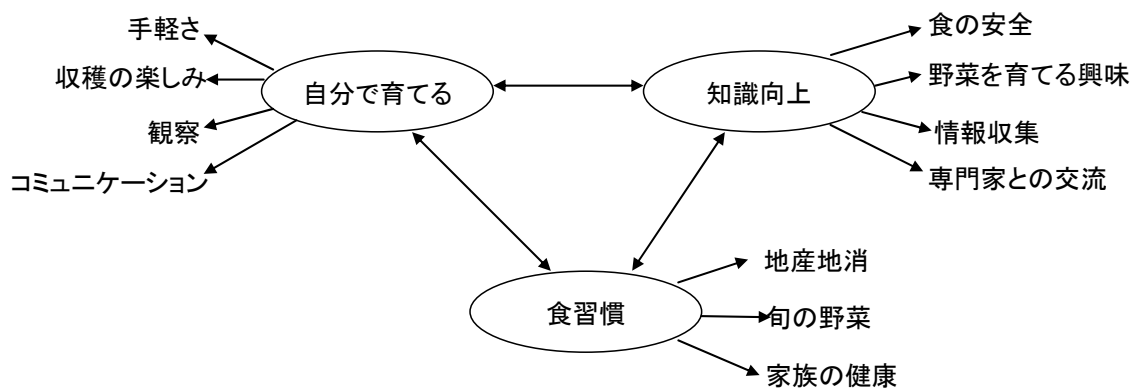 手軽さ
収穫の楽しみ
観察
コミュニケーション
自分で育てる
知識向上
食の安全
野菜を育てる興味
情報収集
専門家との交流
食習慣
地産地消
旬の野菜
家族の健康